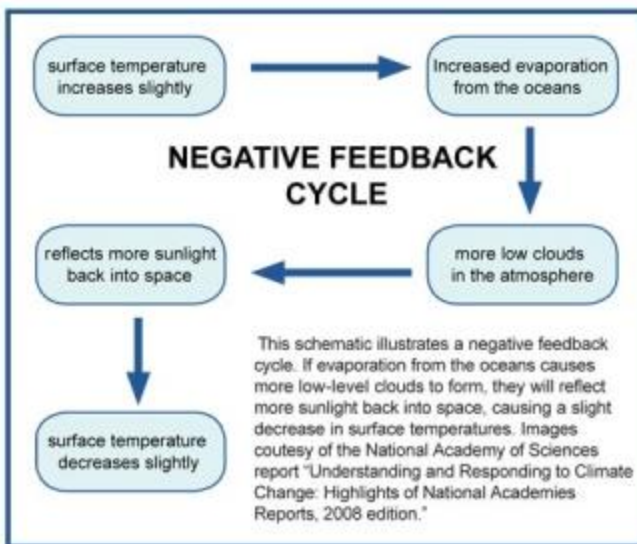 surface temperature
increases slightly
Increased evaporation
from the oceans
NEGATIVE FEEDBACK
CYCLE
reflects more sunlight
back into space
more low clouds
in the atmosphere
This schematic illustrates a negative feedback
cycle. If evaporation from the oceans causes
more low-level clouds to form, they will reflect
more sunlight back into space, causing a slight
decrease in surface temperatures. Images
coutesy of the National Academy of Sciences
report “Understanding and Responding to Climate
Change: Highlights of National Academies
Reports, 2008 edition.”
surface temperature
decreases slightly